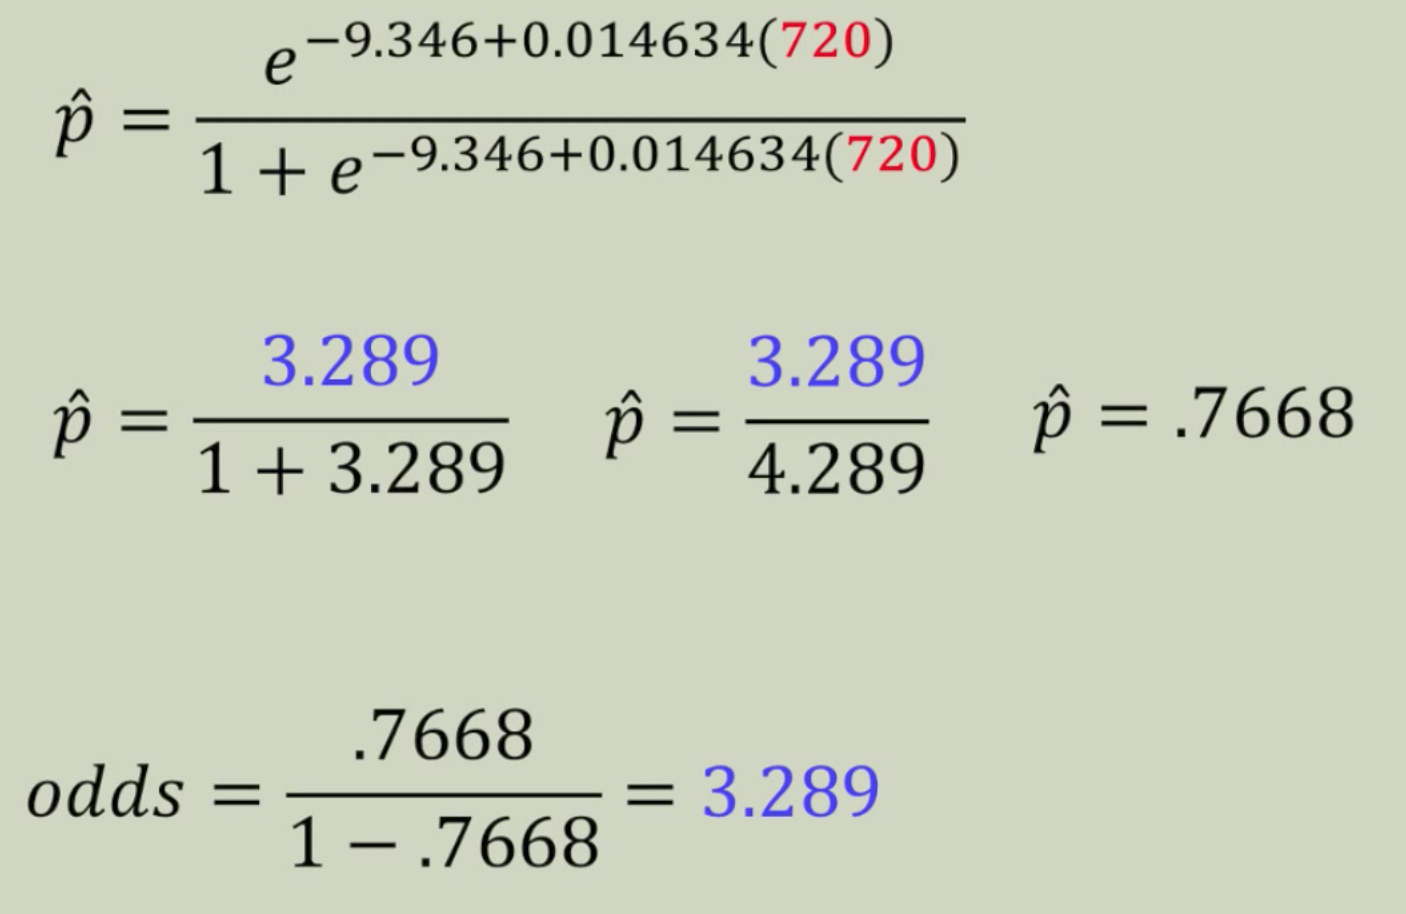 p̂ = e^−9.346+0.014634(720) / 1 + e^−9.346+0.014634(720)
p̂ = 3.289 / 1 + 3.289   p̂ = 3.289 / 4.289   p̂ = .7668
odds = .7668 / 1 − .7668 = 3.289